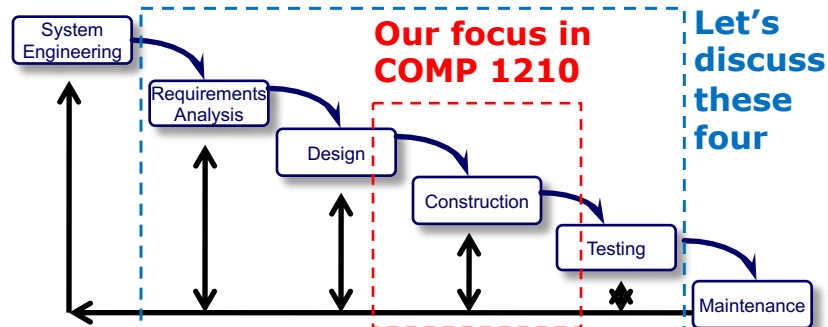 System
Engineering
Our focus in
COMP 1210
Let’s
discuss
these
four
Requirements
Analysis
Design
Construction
Testing
Maintenance